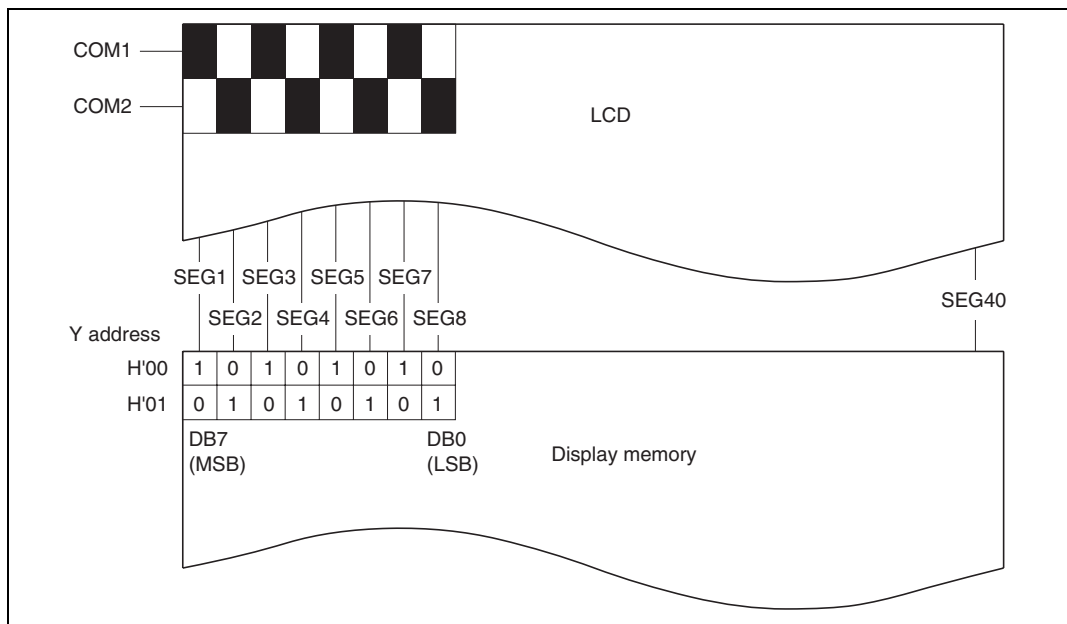 COM1
COM2
LCD
SEG1 SEG3 SEG5 SEG7
SEG40
SEG2 SEG4 SEG6 SEG8
Y address
H'00 1 0 1 0 1 0 1 0
H'01 0 1 0 1 0 1 0 1
DB7 DB0
(MSB) (LSB)
Display memory